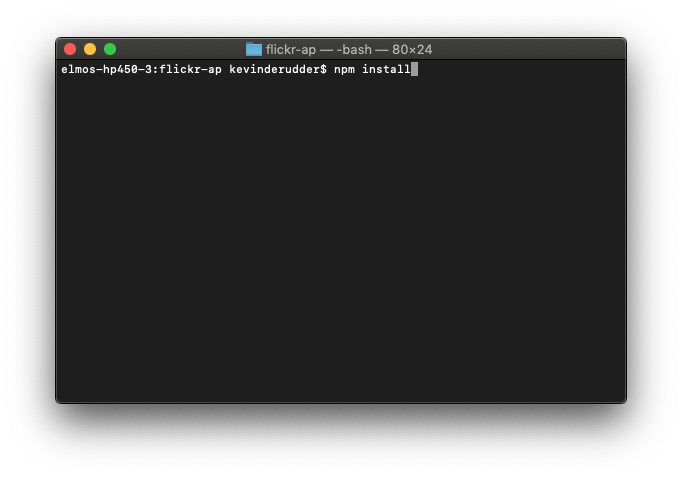 flickr-ap — -bash — 80×24
elmos-hp450-3:flickr-ap kevinderudder$ npm install